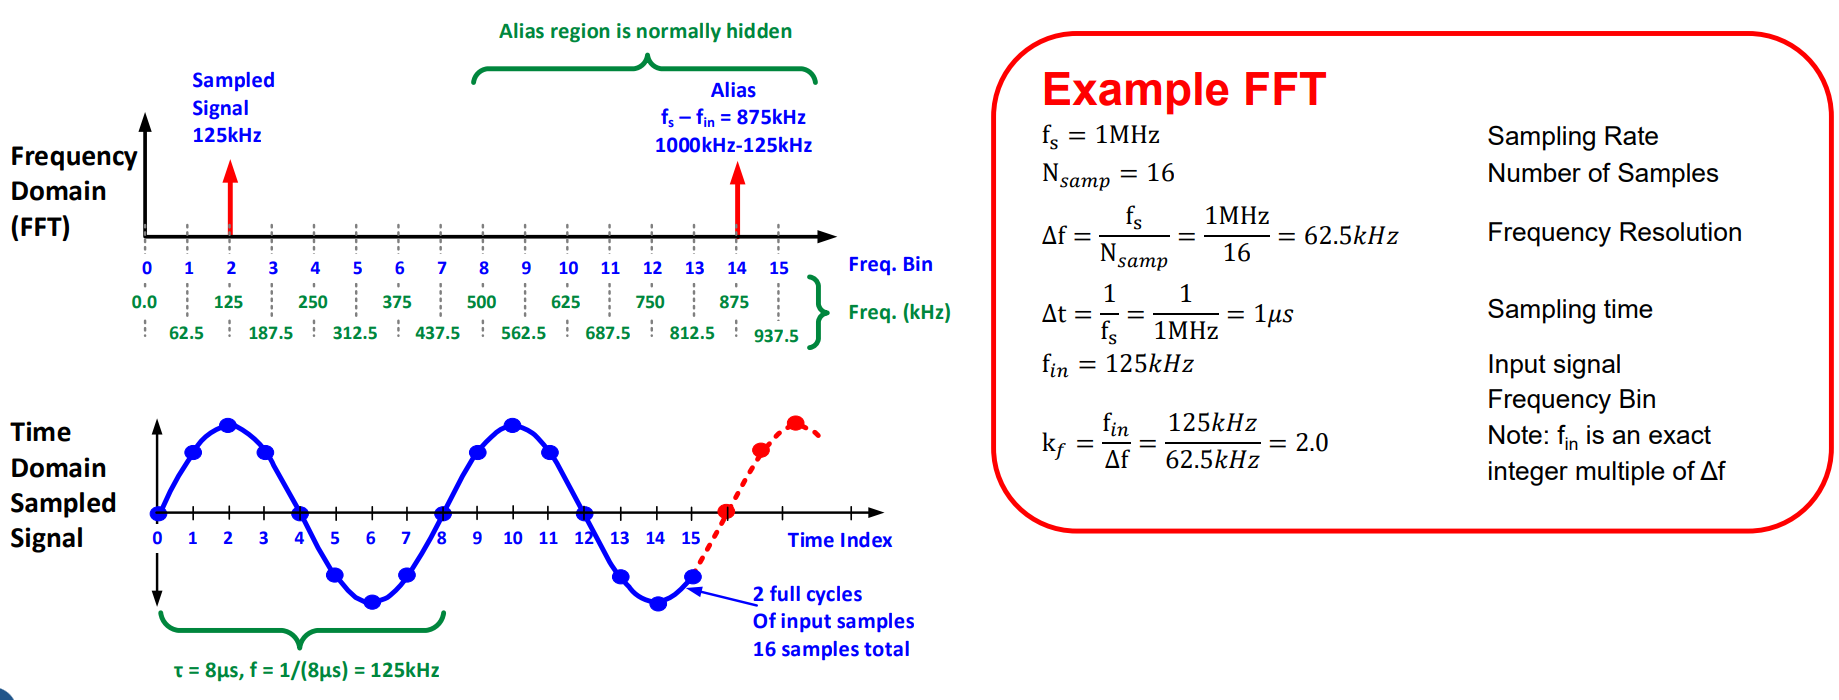 Alias region is normally hidden
Sampled
Signal
125kHz
Alias
fₛ – fᵢₙ = 875kHz
1000kHz-125kHz
Frequency
Domain
(FFT)
0 1 2 3 4 5 6 7 8 9 10 11 12 13 14 15
Freq. Bin
0.0 125 250 375 500 625 750 875
62.5 187.5 312.5 437.5 562.5 687.5 812.5 937.5
Freq. (kHz)
Time
Domain
Sampled
Signal
0 1 2 3 4 5 6 7 8 9 10 11 12 13 14 15
Time Index
2 full cycles
Of input samples
16 samples total
τ = 8µs, f = 1/(8µs) = 125kHz
Example FFT
fₛ = 1MHz Sampling Rate
N_samp = 16 Number of Samples
Δf = fₛ/N_samp = 1MHz/16 = 62.5kHz Frequency Resolution
Δt = 1/fₛ = 1/1MHz = 1µs Sampling time
fᵢₙ = 125kHz Input signal
k_f = fᵢₙ/Δf = 125kHz/62.5kHz = 2.0
Frequency Bin
Note: fᵢₙ is an exact
integer multiple of Δf